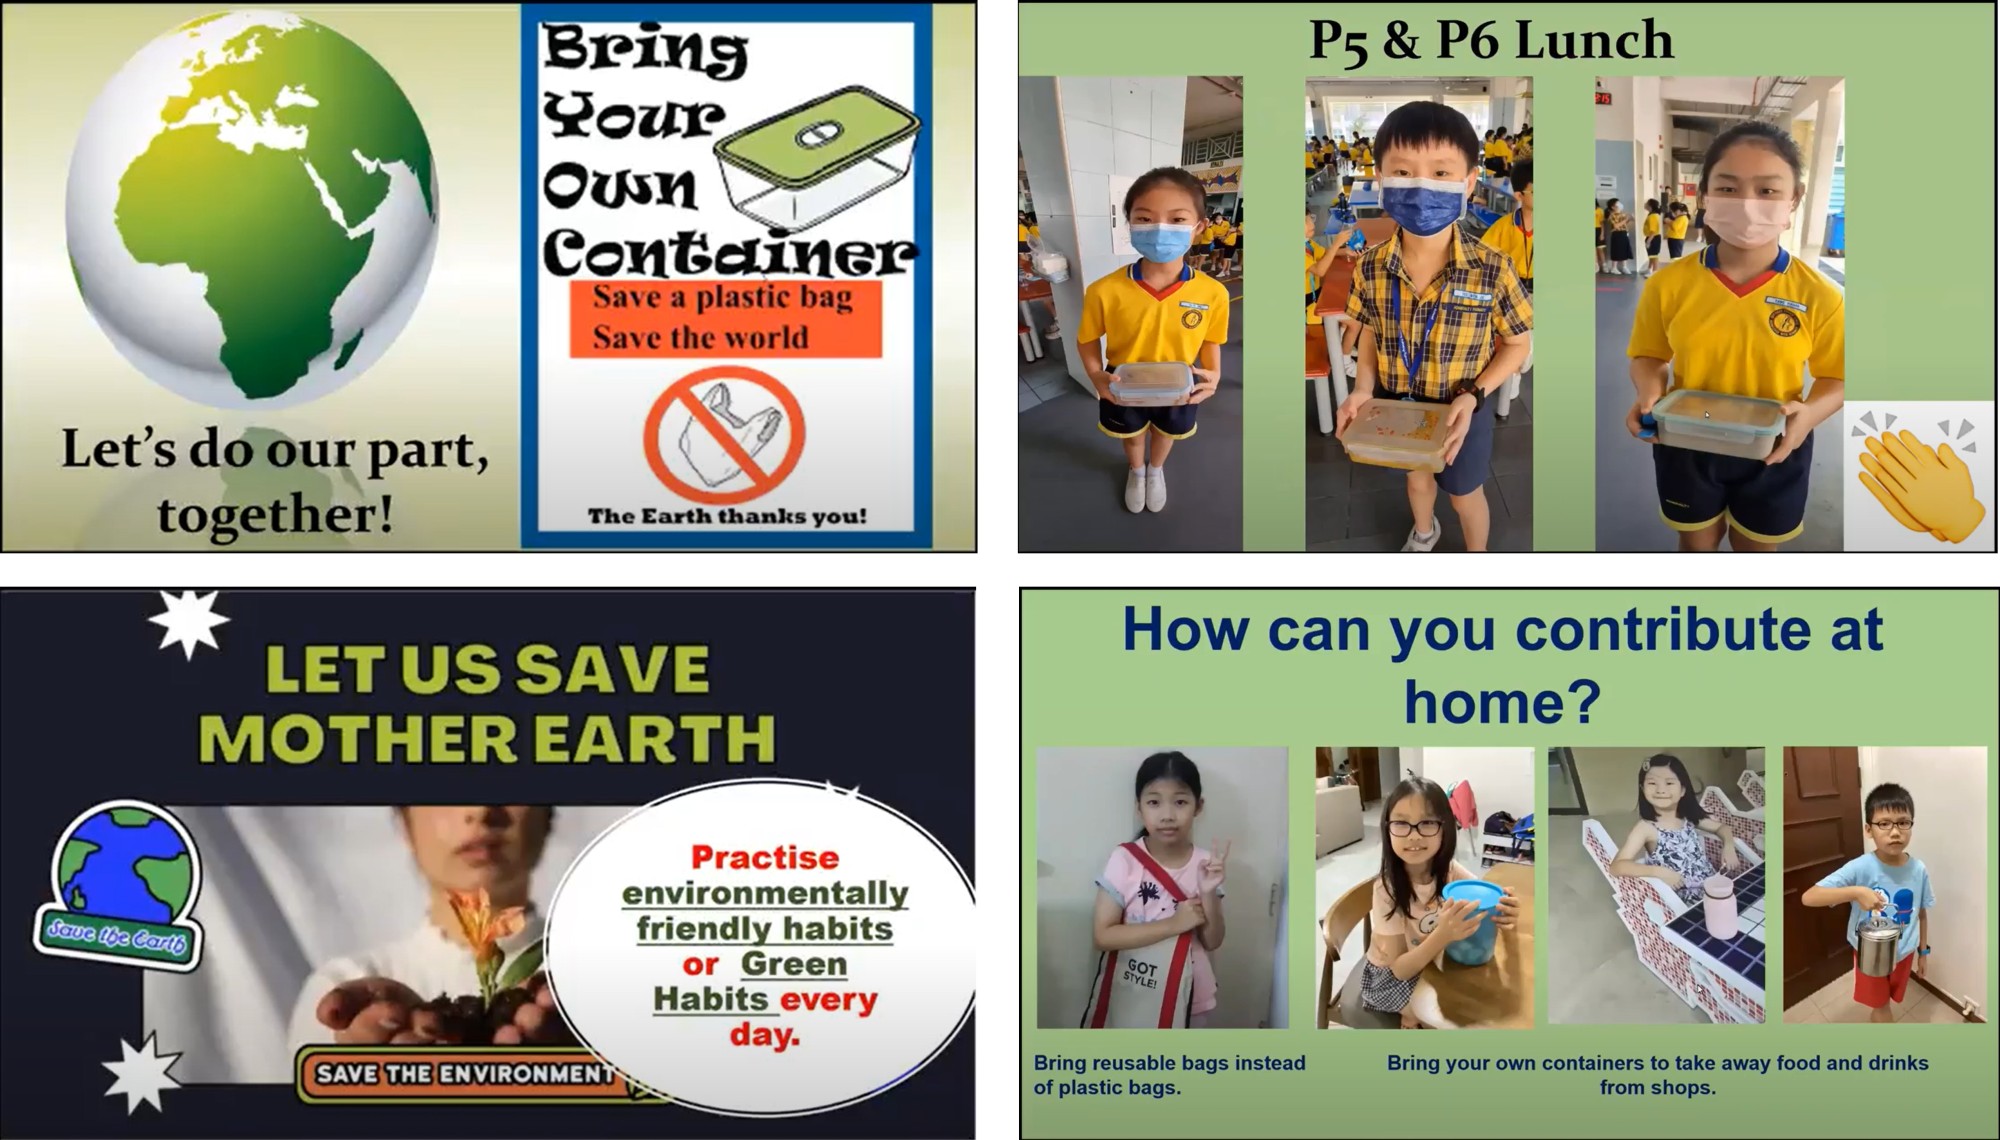 Let's do our part,
together!
Bring
Your
Own
Container
Save a plastic bag
Save the world
The Earth thanks you!
P5 & P6 Lunch
LET US SAVE
MOTHER EARTH
Save the Earth
SAVE THE ENVIRONMENT
Practise
environmentally
friendly habits
or Green
Habits every
day.
How can you contribute at
home?
GOT
STYLE!
Bring reusable bags instead
of plastic bags.
Bring your own containers to take away food and drinks
from shops.